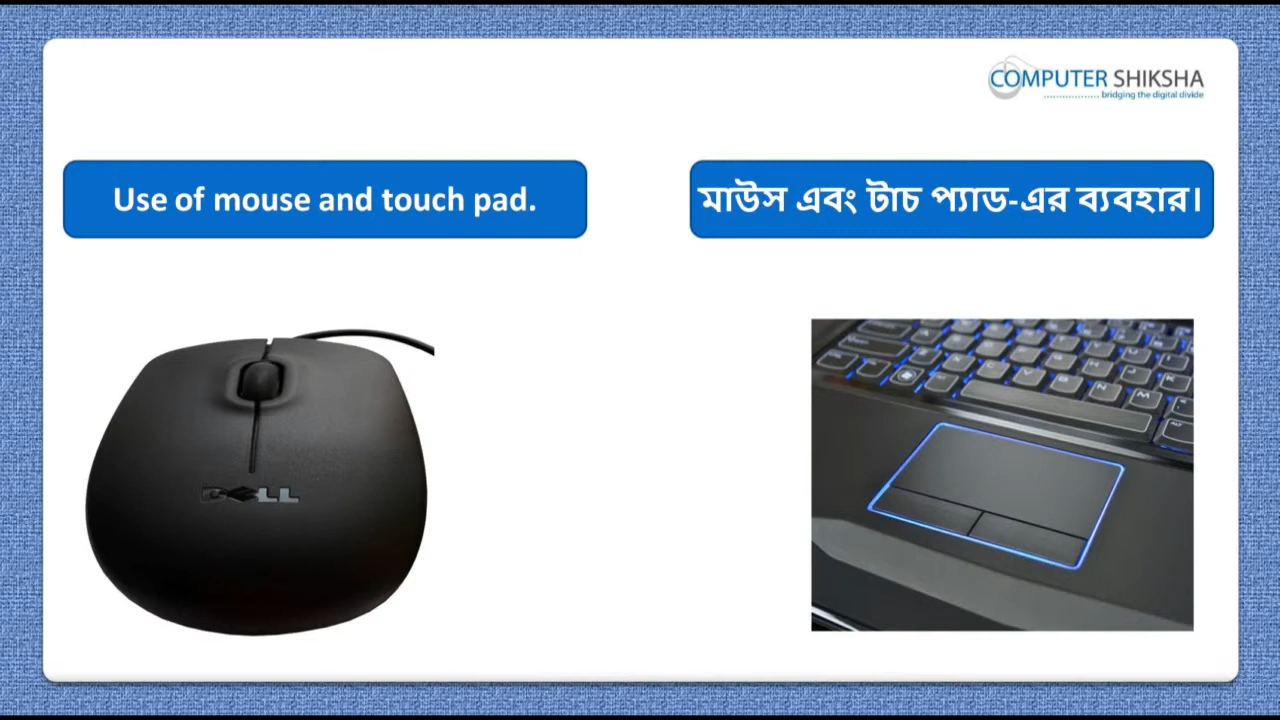 COMPUTER SHIKSHA
bridging the digital divide
Use of mouse and touch pad.
মাউস এবং টাচ প্যাড-এর ব্যবহার।
DELL